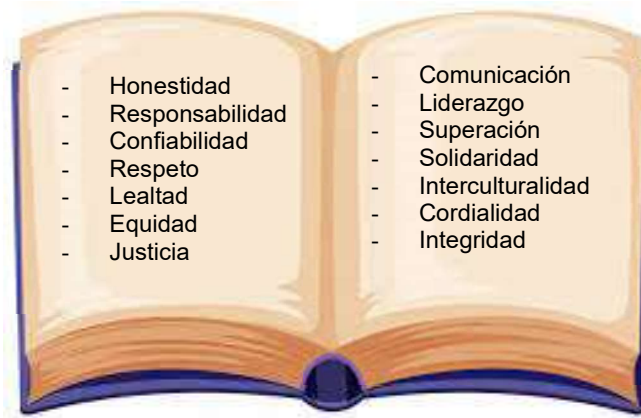 - Honestidad
- Responsabilidad
- Confiabilidad
- Respeto
- Lealtad
- Equidad
- Justicia
- Comunicación
- Liderazgo
- Superación
- Solidaridad
- Interculturalidad
- Cordialidad
- Integridad